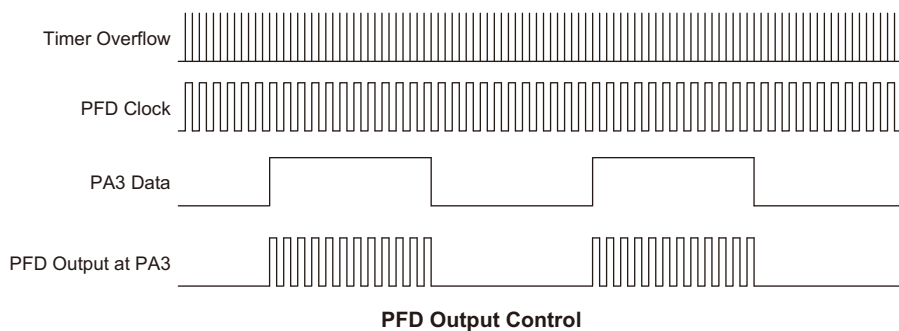 Timer Overflow
PFD Clock
PA3 Data
PFD Output at PA3
PFD Output Control